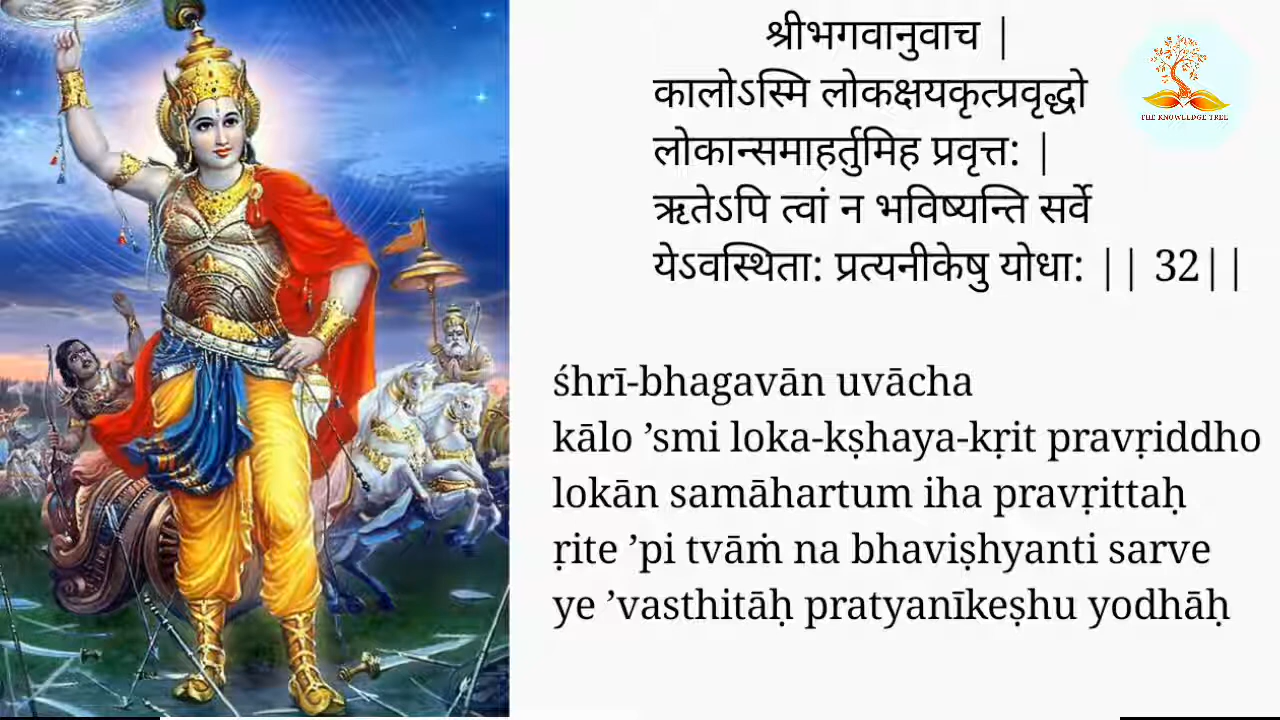 श्रीभगवानुवाच |
कालोऽस्मि लोकक्षयकृत्प्रवृद्धो
लोकान्समाहर्तुमिह प्रवृत्त: |
ऋतेऽपि त्वां न भविष्यन्ति सर्वे
येऽवस्थिता: प्रत्यनीकेषु योधा: || 32||
THE KNOWLEDGE TREE
śhrī-bhagavān uvācha
kālo ’smi loka-kṣhaya-kṛit pravṛiddho
lokān samāhartum iha pravṛittaḥ
ṛite ’pi tvāṁ na bhaviṣhyanti sarve
ye ’vasthitāḥ pratyanīkeṣhu yodhāḥ